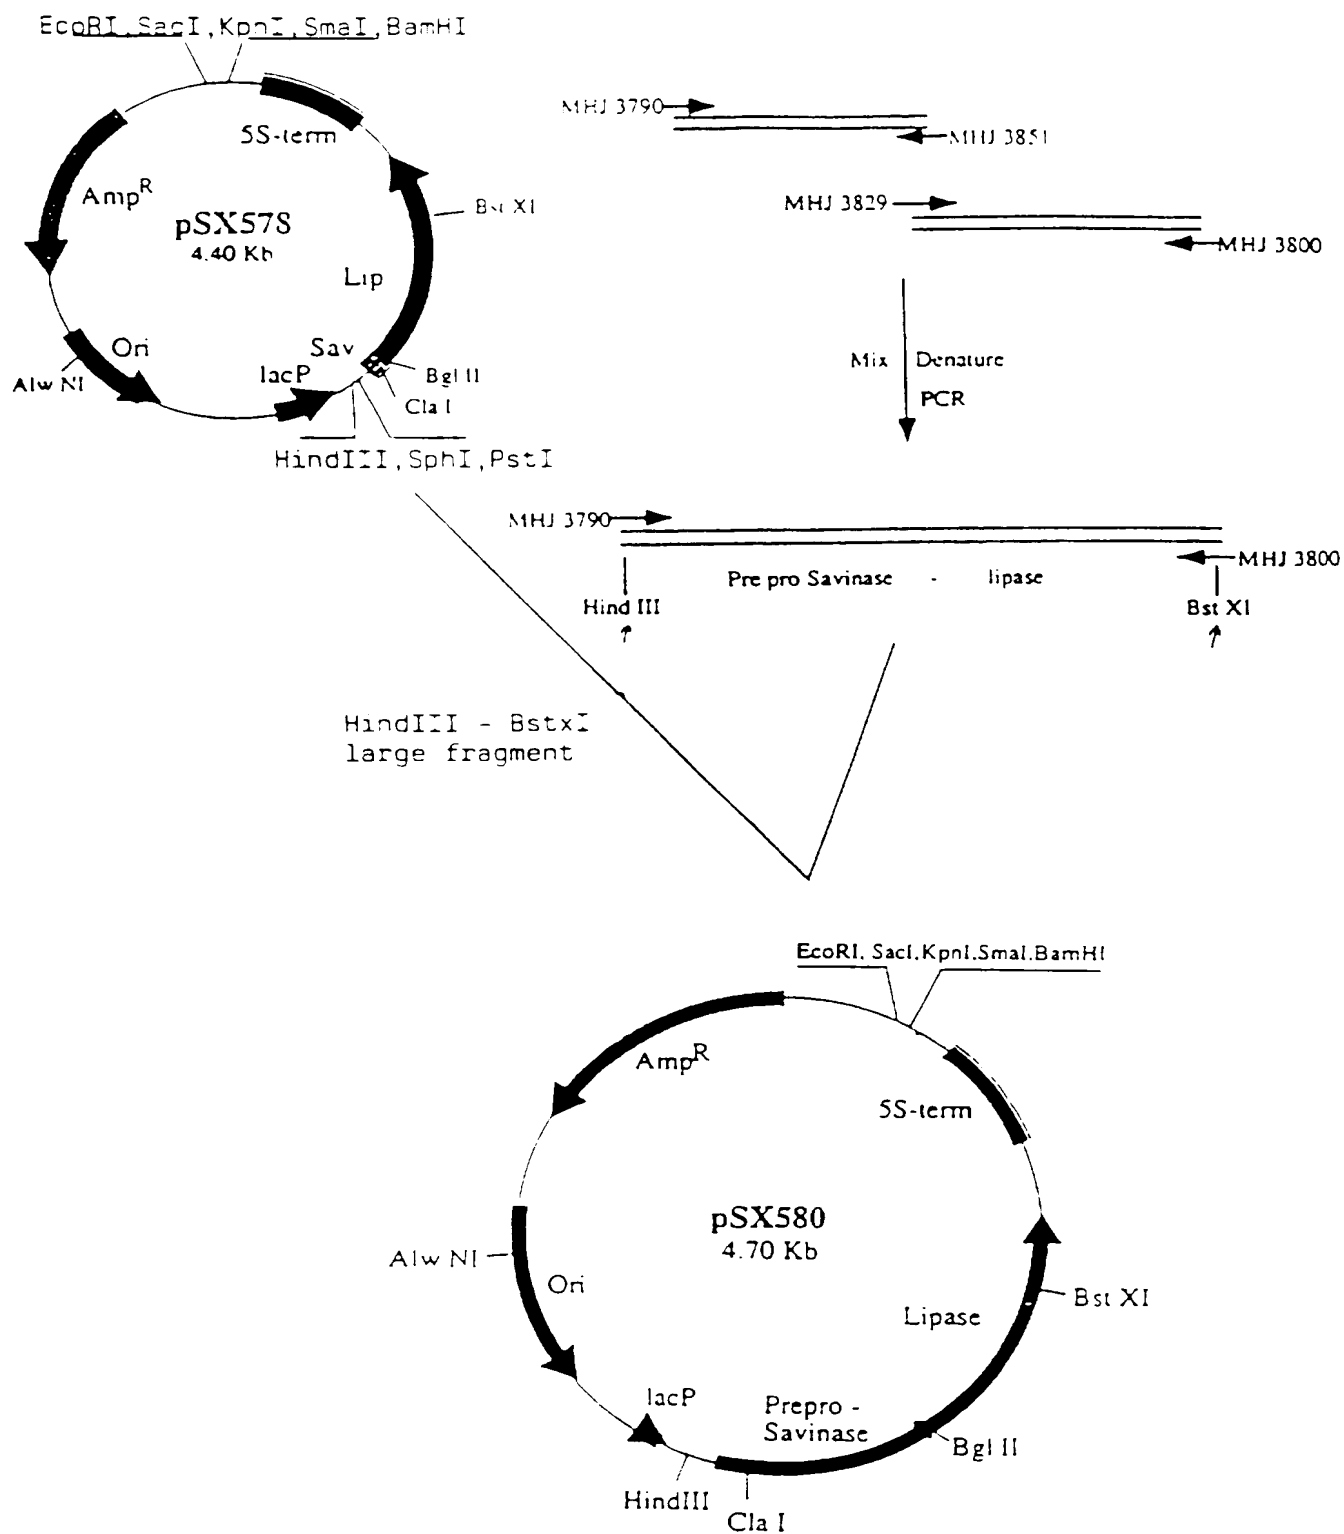 EcoRI,SacI,KpnI,SmaI,BamHI
MHJ 3790
MHJ 3851
5S-term
Amp^R
Bst XI
MHJ 3829
pSX578
4.40 Kb
MHJ 3800
Lip
Ori
Sav
Mix Denature
PCR
lacP
Bgl II
Alw NI
Cla I
HindIII,SphI,PstI
MHJ 3790
MHJ 3800
Pre pro Savinase - lipase
Hind III
Bst XI
HindIII - BstxI
large fragment
EcoRI, SacI,KpnI.SmaI.BamHI
Amp^R
5S-term
pSX580
4.70 Kb
Alw NI
Ori
Bst XI
Lipase
lacP
Prepro -
Savinase
Bgl II
HindIII
Cla I